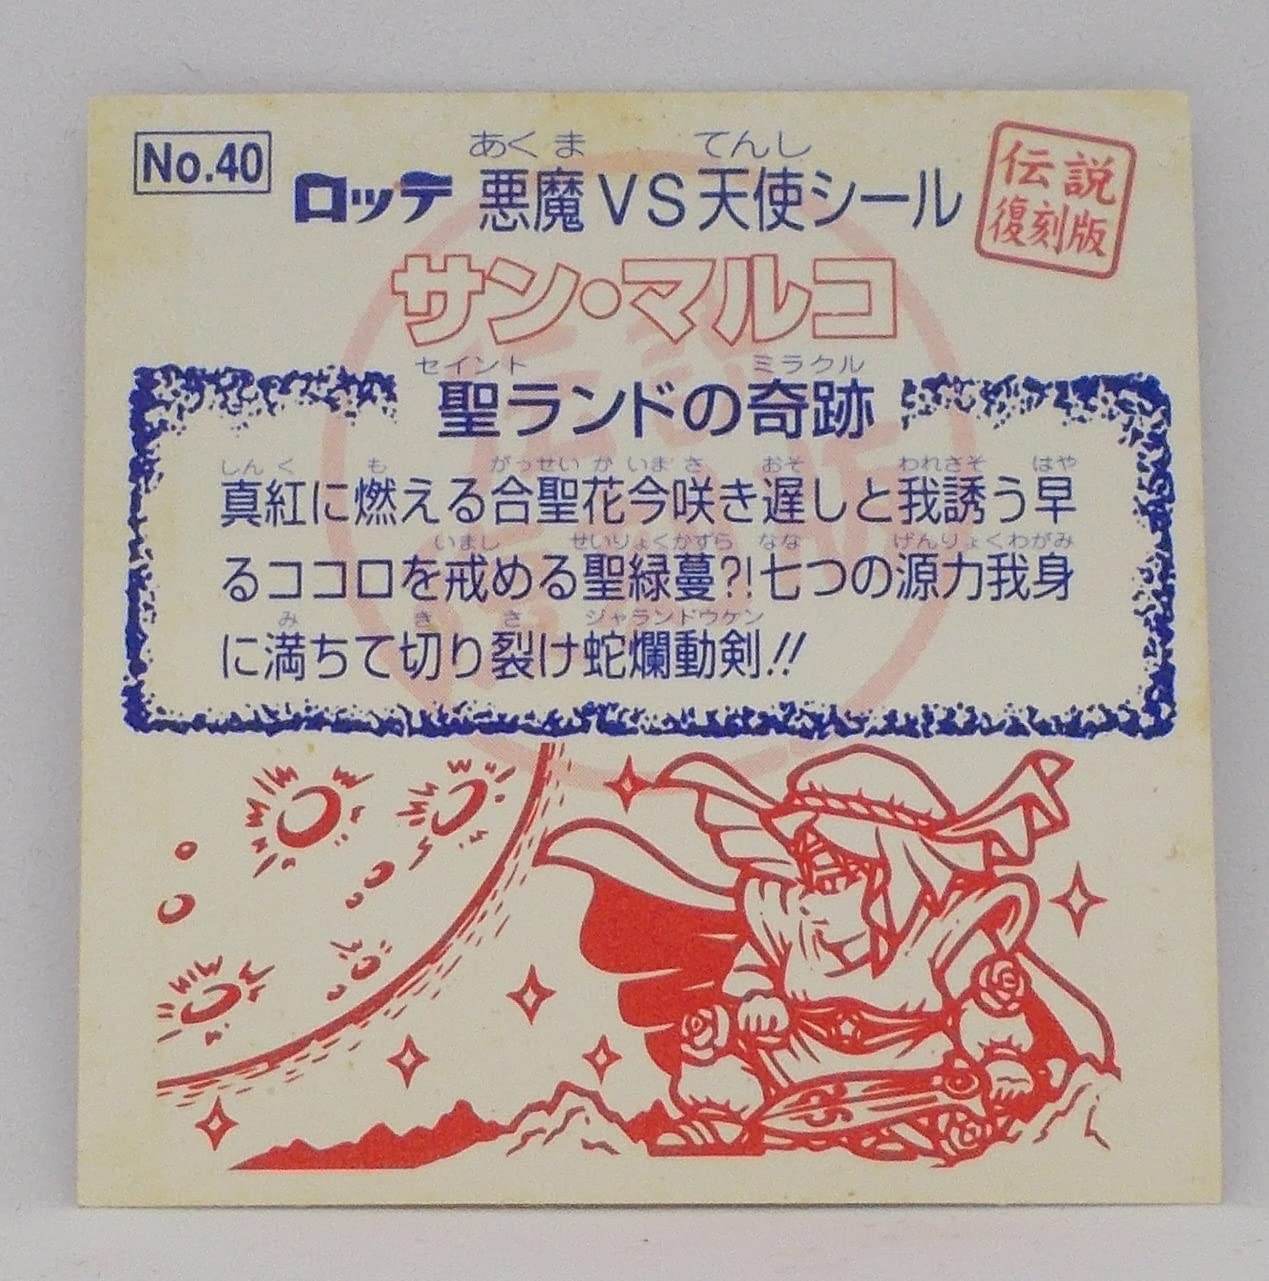 No.40
あくま てんし
ロッテ 悪魔VS天使シール
伝説
復刻版
サン・マルコ
セイント ミラクル
聖ランドの奇跡
しんく も がっせいか いまさ おそ われさそ はや
真紅に燃える合聖花今咲き遅しと我誘う早
いまし せいりょくかずら なな げんりょくわがみ
るココロを戒める聖緑蔓?!七つの源力我身
み き さ ジャランドウケン
に満ちて切り裂け蛇爛動剣!!